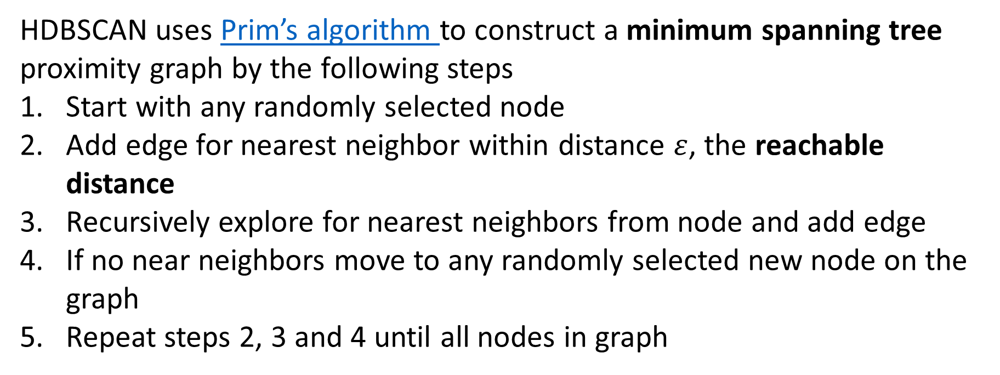 HDBSCAN uses Prim’s algorithm to construct a minimum spanning tree
proximity graph by the following steps
1. Start with any randomly selected node
2. Add edge for nearest neighbor within distance ε, the reachable
distance
3. Recursively explore for nearest neighbors from node and add edge
4. If no near neighbors move to any randomly selected new node on the
graph
5. Repeat steps 2, 3 and 4 until all nodes in graph